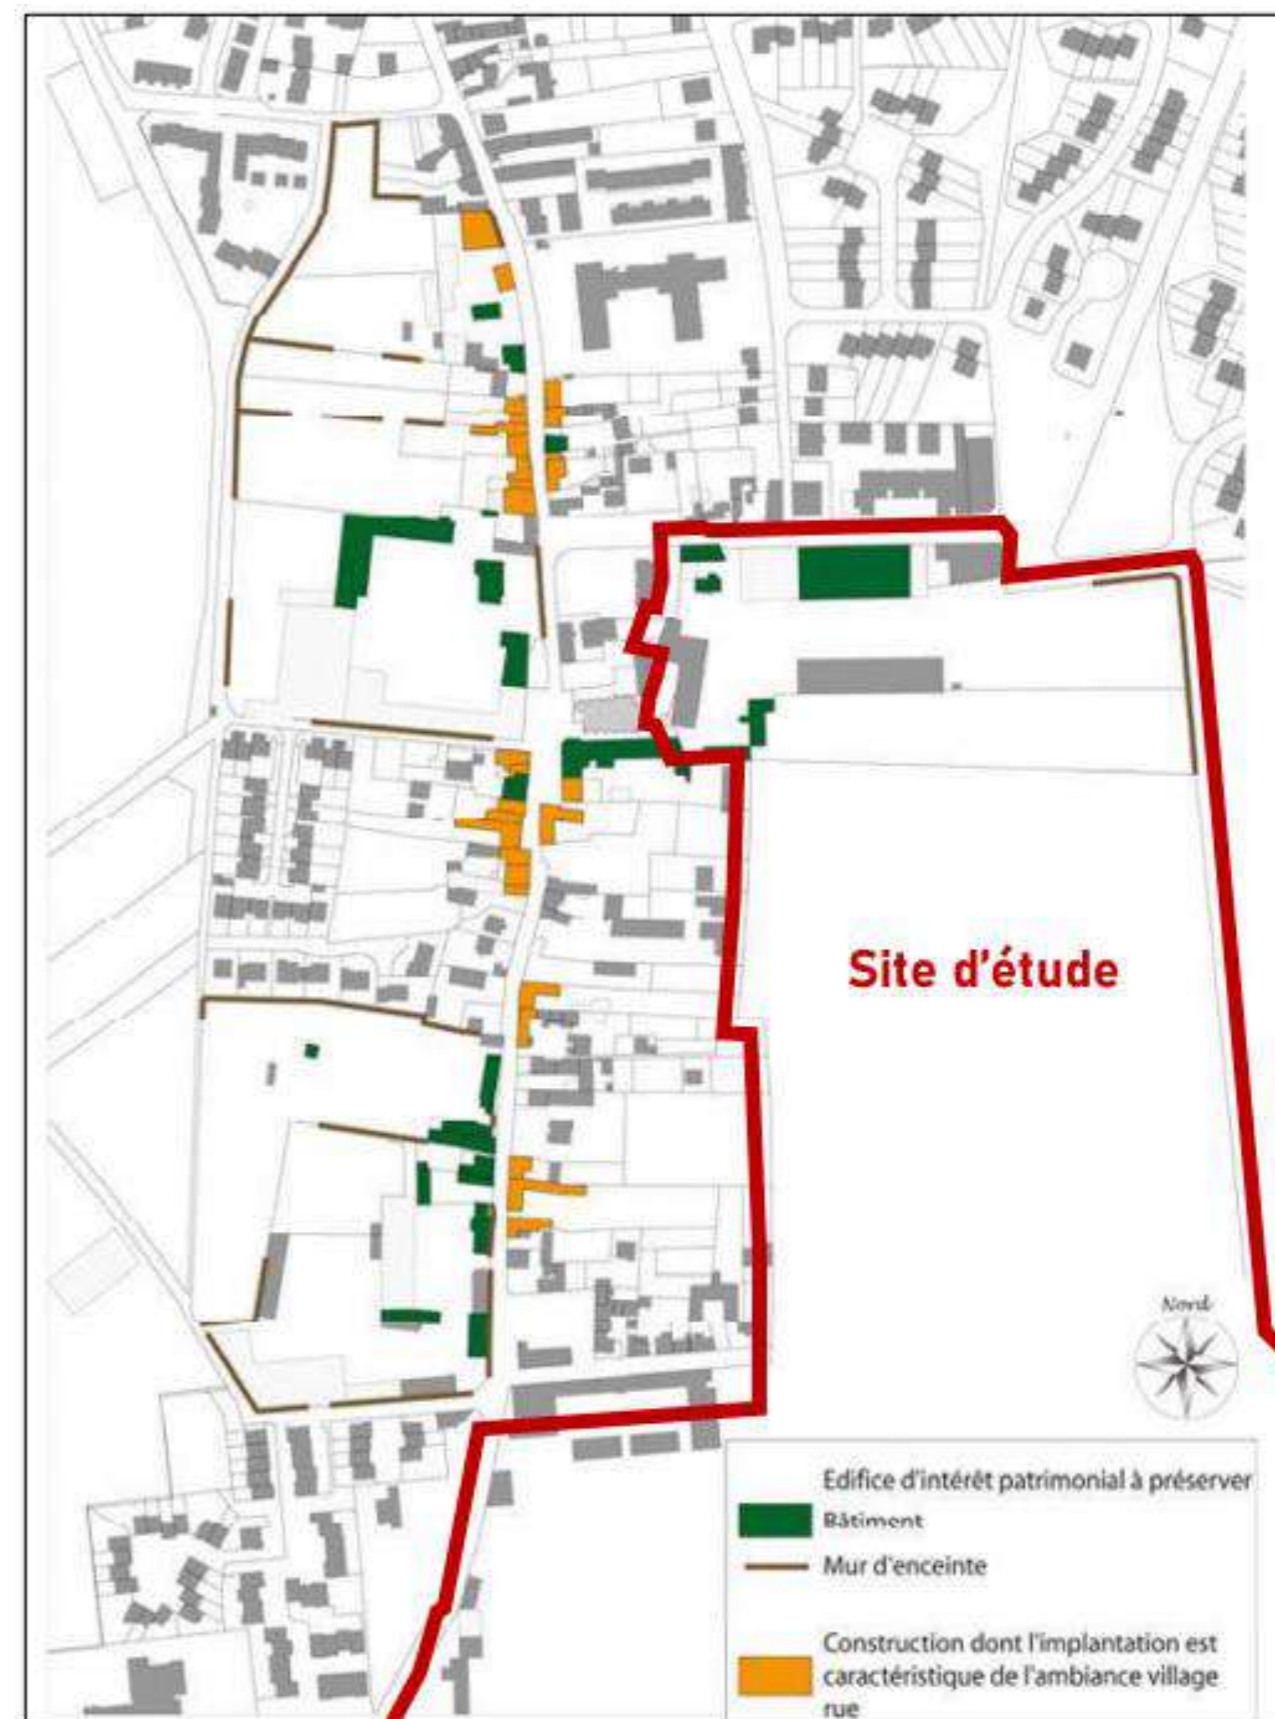 Site d'étude
Nord
Edifice d'intérêt patrimonial à préserver
Bâtiment
Mur d'enceinte
Construction dont l'implantation est
caractéristique de l'ambiance village
rue